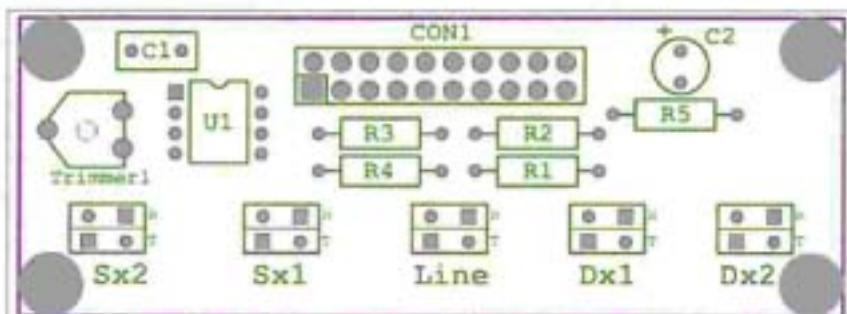 CON1
C1
+ C2
U1
R3 R2 R5
R4 R1
Trimmer1
T T T T T
Sx2 Sx1 Line Dx1 Dx2